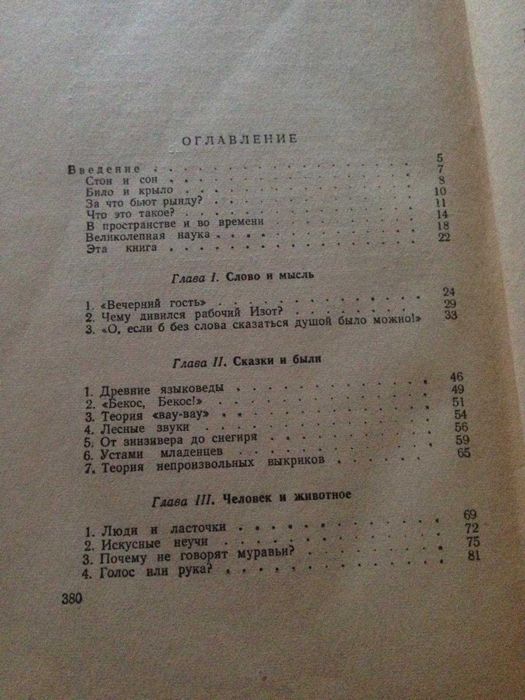 ОГЛАВЛЕНИЕ
Введение . . . . . . . . . . . . . . . . 5
Стон и сон . . . . . . . . . . . . . . . 7
Било и крыло . . . . . . . . . . . . . . 8
За что бьют рынду? . . . . . . . . . . . 10
Что это такое? . . . . . . . . . . . . . 11
В пространстве и во времени . . . . . . . 14
Великолепная наука . . . . . . . . . . . 18
Эта книга . . . . . . . . . . . . . . . 22
Глава I. Слово и мысль
1. «Вечерний гость» . . . . . . . . . . . 24
2. Чему дивился рабочий Изот? . . . . . . 29
3. «О, если б без слова сказаться душой было можно!» 33
Глава II. Сказки и были
1. Древние языковеды . . . . . . . . . . 46
2. «Бекос, Бекос!» . . . . . . . . . . . 49
3. Теория «вау-вау» . . . . . . . . . . . 51
4. Лесные звуки . . . . . . . . . . . . . 54
5. От зинзивера до снегиря . . . . . . . 56
6. Устами младенцев . . . . . . . . . . . 59
7. Теория непроизвольных выкриков . . . . 65
Глава III. Человек и животное
1. Люди и ласточки . . . . . . . . . . . 69
2. Искусные неучи . . . . . . . . . . . . 72
3. Почему не говорят муравьи? . . . . . . 75
4. Голос или рука? . . . . . . . . . . . 81
380